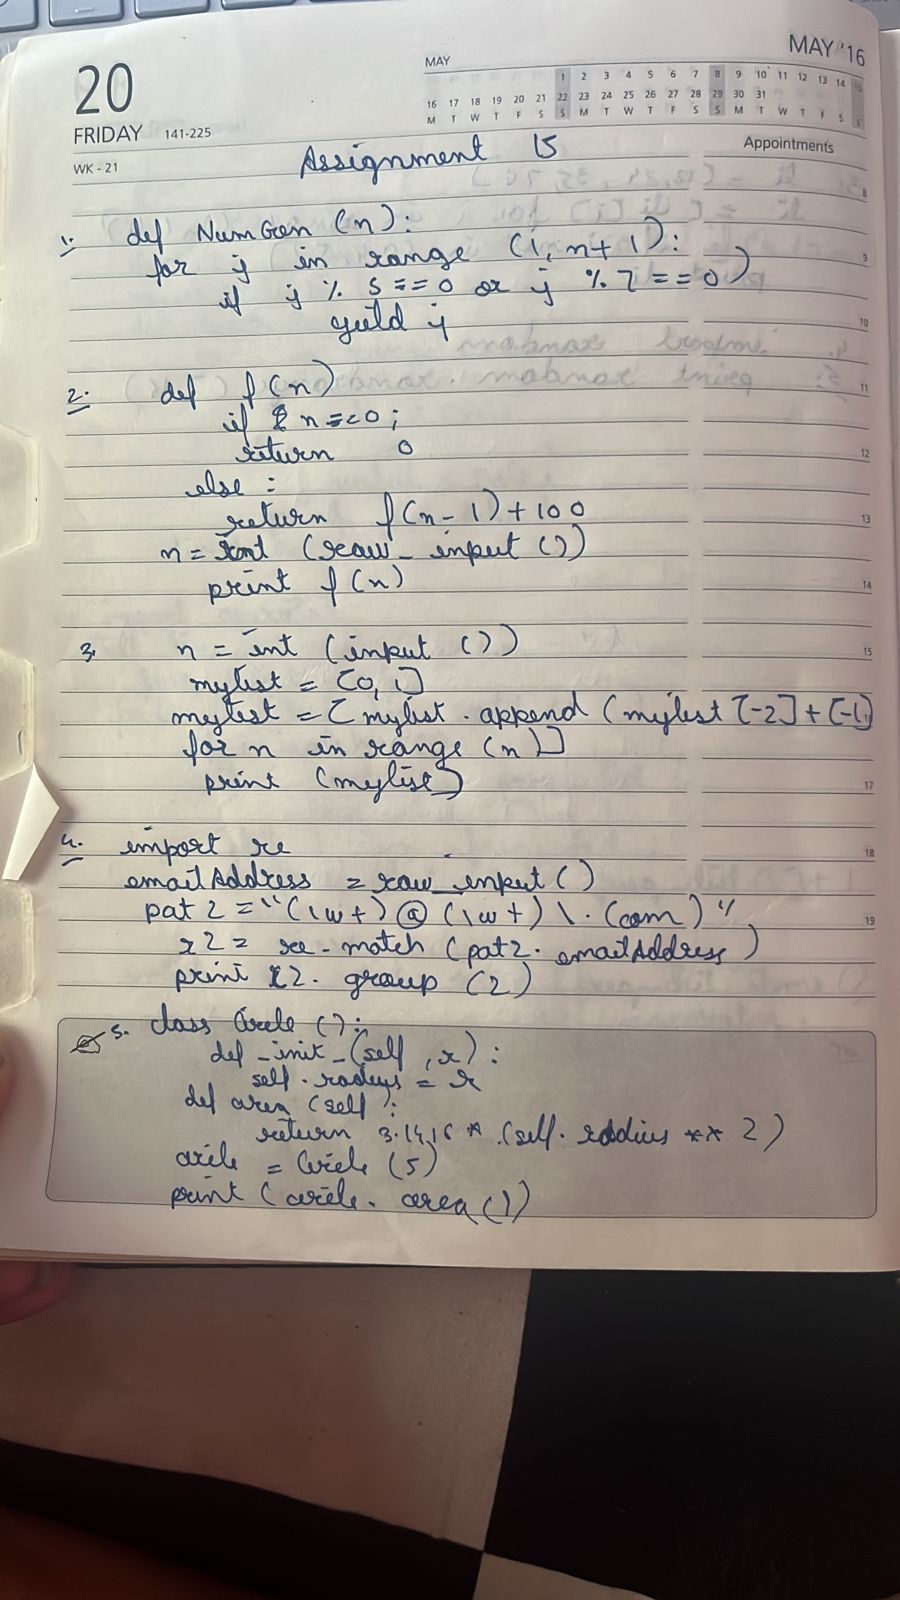 MAY '16
20
FRIDAY 141-225
WK - 21
MAY
1 2 3 4 5 6 7 8 9 10 11 12 13 14 15
16 17 18 19 20 21 22 23 24 25 26 27 28 29 30 31
M T W T F S S M T W T F S S M T W T F S S
Appointments
Assignment 15
1. def NumGen (n):
for j in range (1, n+1):
if j % 5 == 0 or j % 7 == 0)
yield j
2. def f(n)
if n == 0;
return 0
else :
return f(n-1)+100
n = int (raw_input ())
print f(n)
3. n = int (input ())
mylist = [0, 1]
mylist = [mylist.append (mylist [-2] + [-1]
for n in range (n)]
print (mylist)
4. import re
emailAddress = raw_input ()
pat2 = "(\w+)@(\w+)\.(com)"
r2 = re.match (pat2. emailAddress)
print r2. group (2)
5. class Circle ():
def _init_ (self, r):
self.radius = r
def area (self):
return 3.1416 * (self. radius ** 2)
circle = Circle (5)
print (circle. area ())
8
9
10
11
12
13
14
15
17
18
19